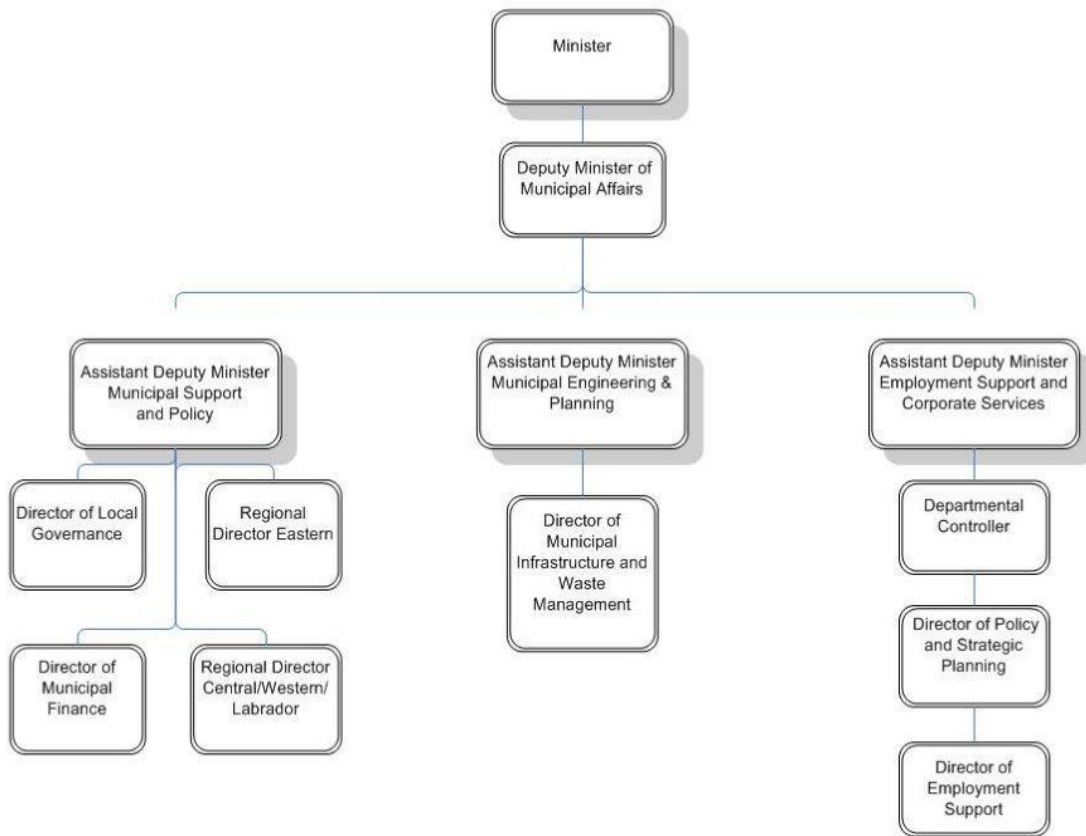 Minister
Deputy Minister of
Municipal Affairs
Assistant Deputy Minister
Municipal Support
and Policy
Assistant Deputy Minister
Municipal Engineering &
Planning
Assistant Deputy Minister
Employment Support and
Corporate Services
Director of Local
Governance
Regional
Director Eastern
Director of
Municipal
Infrastructure and
Waste
Management
Departmental
Controller
Director of
Municipal
Finance
Regional Director
Central/Western/
Labrador
Director of Policy
and Strategic
Planning
Director of
Employment
Support